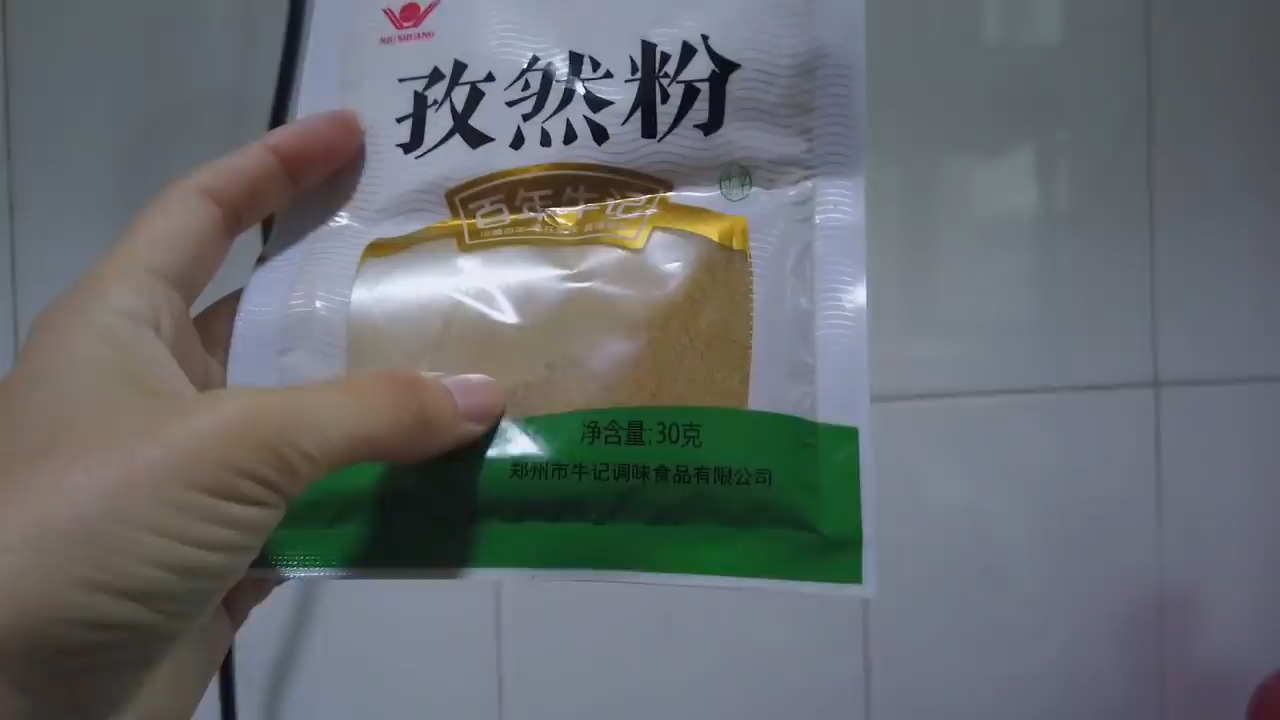 孜然粉
百年牛记
净含量:30克
郑州市牛记调味食品有限公司